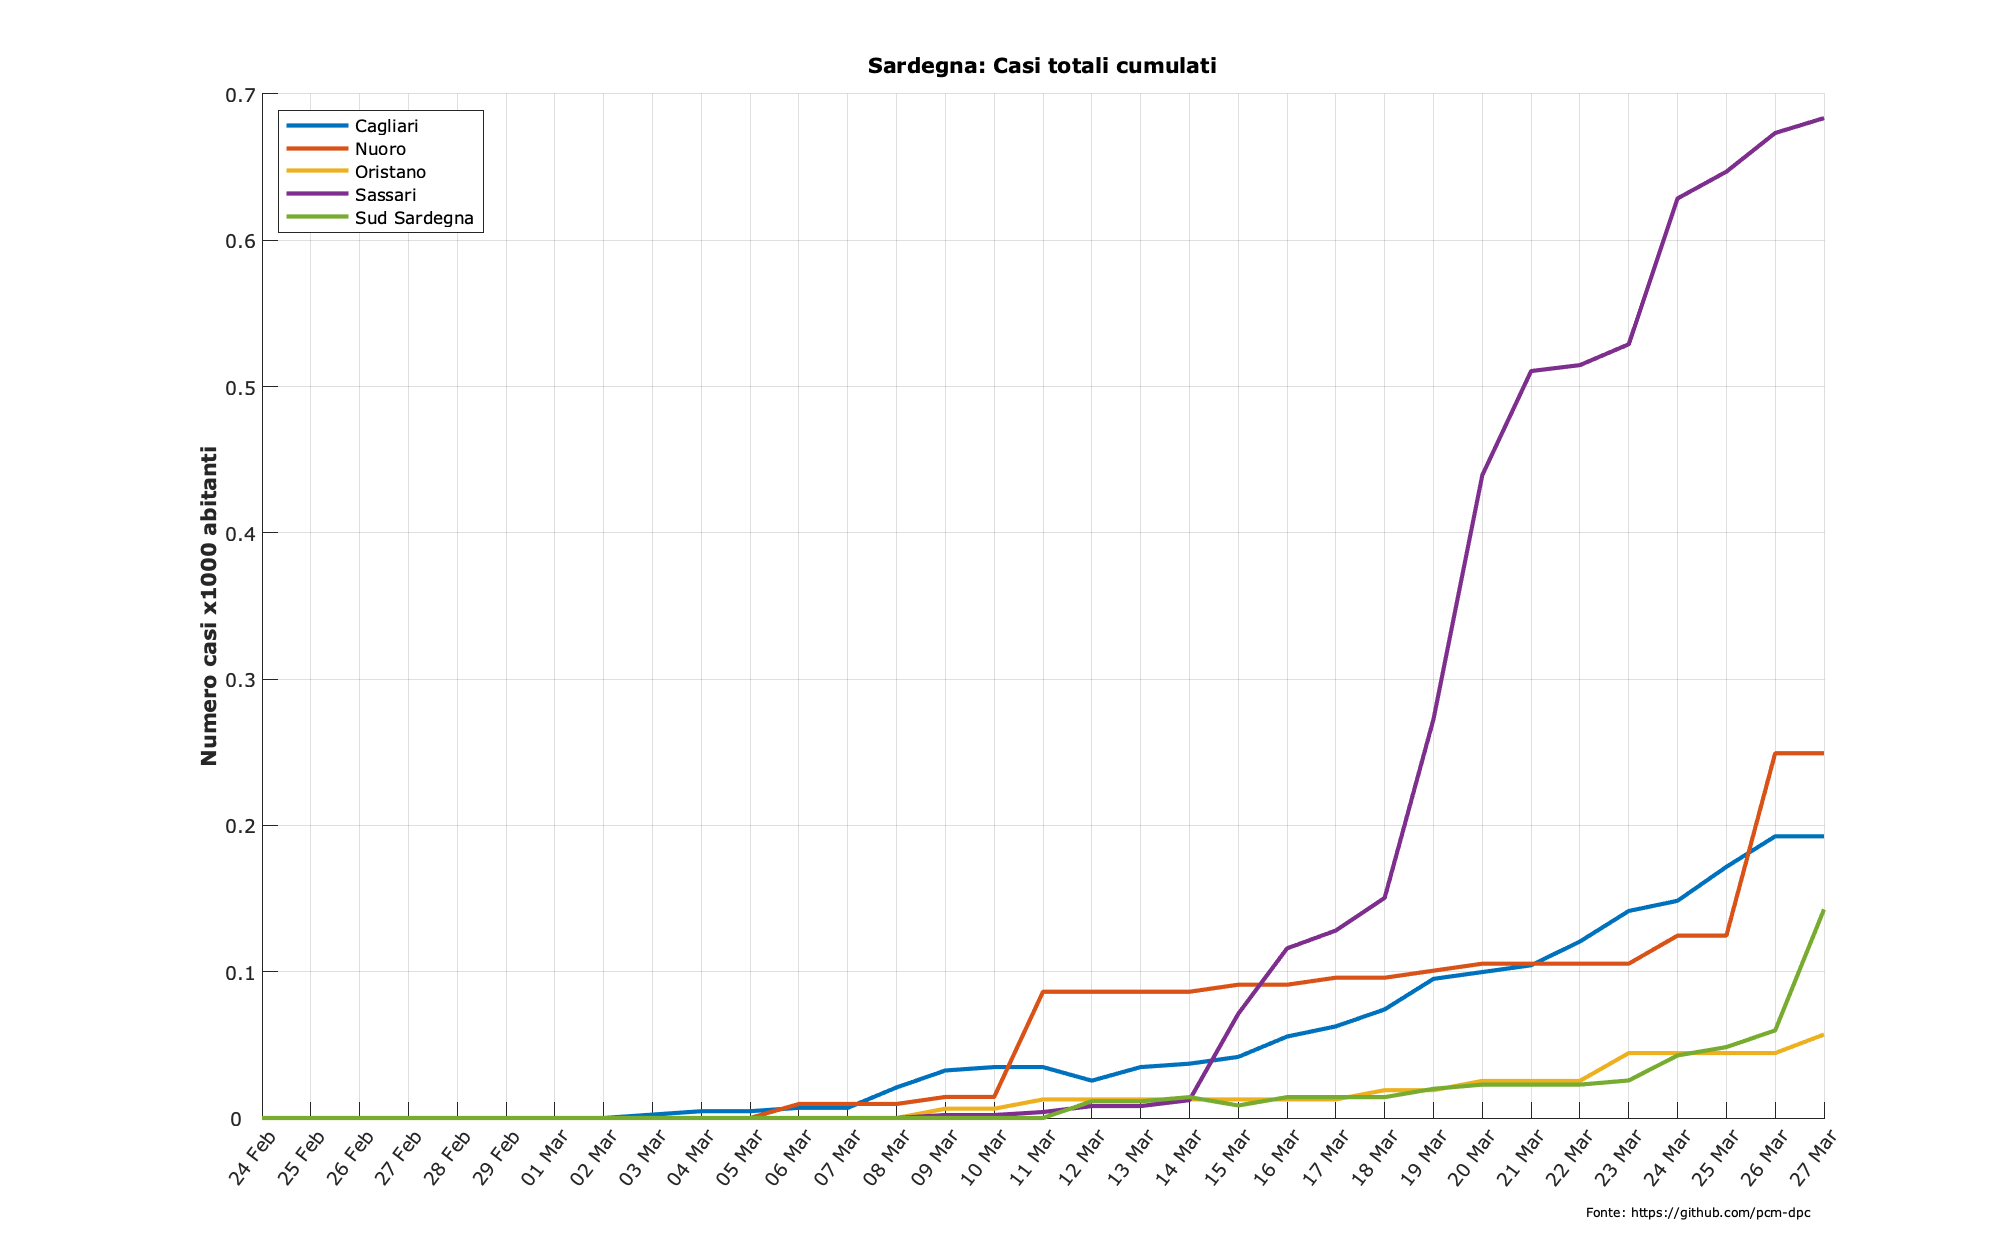 Sardegna: Casi totali cumulati
0.7
0.6
0.5
0.4
0.3
0.2
0.1
0
Numero casi x1000 abitanti
Cagliari
Nuoro
Oristano
Sassari
Sud Sardegna
24 Feb
25 Feb
26 Feb
27 Feb
28 Feb
29 Feb
01 Mar
02 Mar
03 Mar
04 Mar
05 Mar
06 Mar
07 Mar
08 Mar
09 Mar
10 Mar
11 Mar
12 Mar
13 Mar
14 Mar
15 Mar
16 Mar
17 Mar
18 Mar
19 Mar
20 Mar
21 Mar
22 Mar
23 Mar
24 Mar
25 Mar
26 Mar
27 Mar
Fonte: https://github.com/pcm-dpc